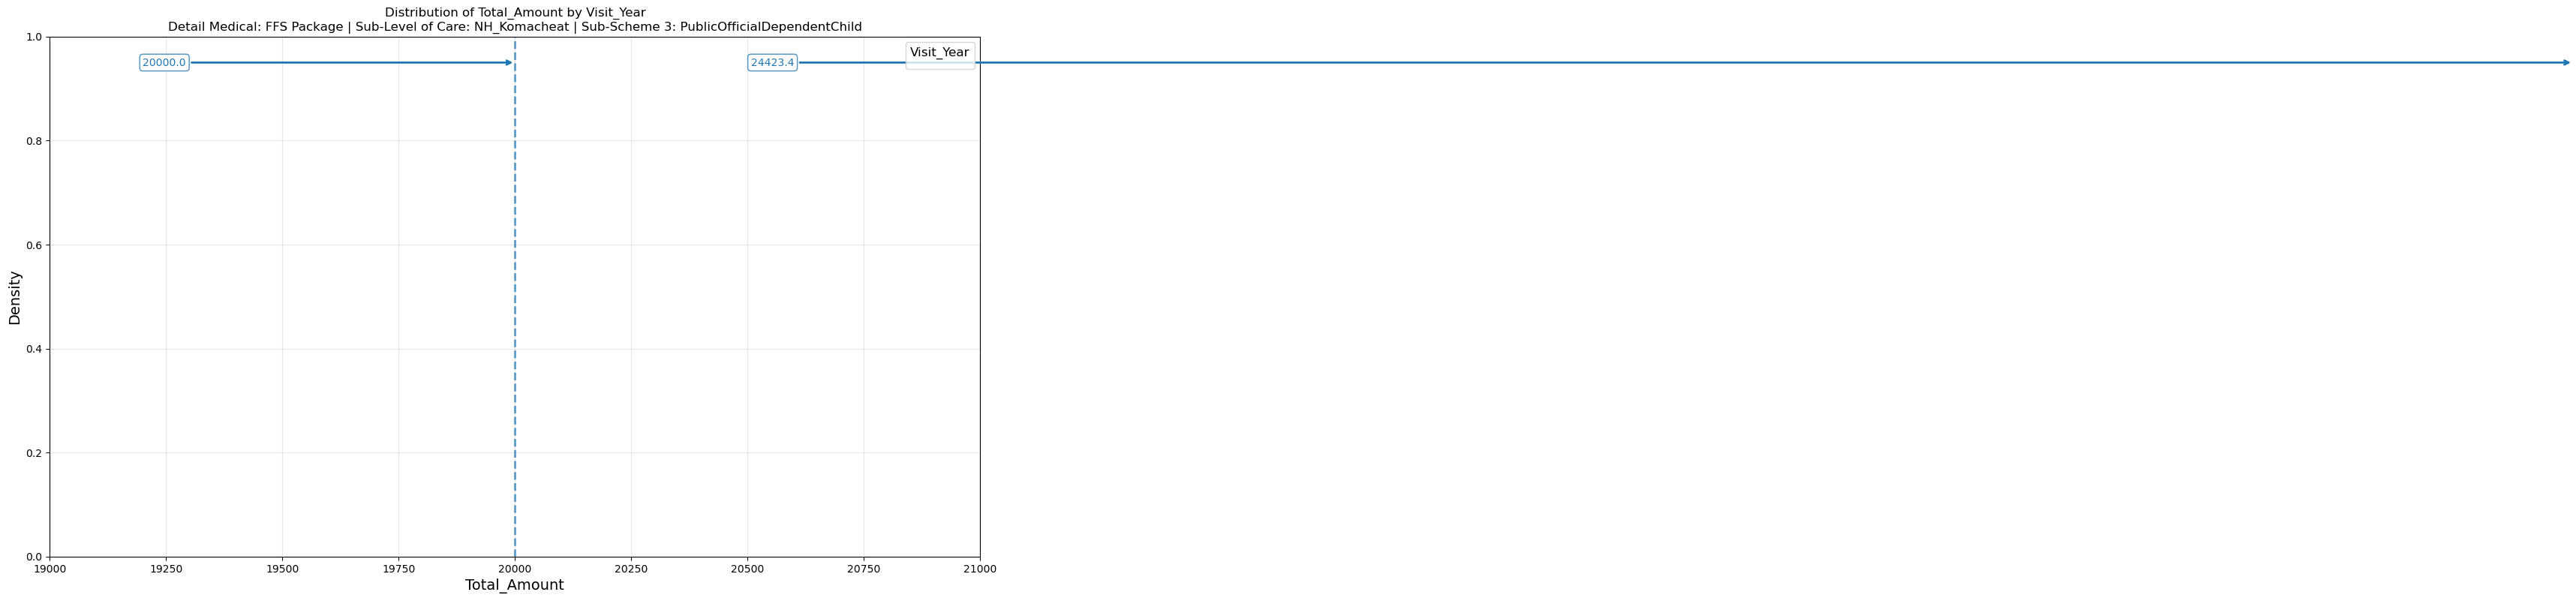 Distribution of Total_Amount by Visit_Year
Detail Medical: FFS Package | Sub-Level of Care: NH_Komacheat | Sub-Scheme 3: PublicOfficialDependentChild
1.0
Visit_Year
20000.0
24423.4
0.8
0.6
0.4
0.2
0.0
Density
19000 19250 19500 19750 20000 20250 20500 20750 21000
Total_Amount